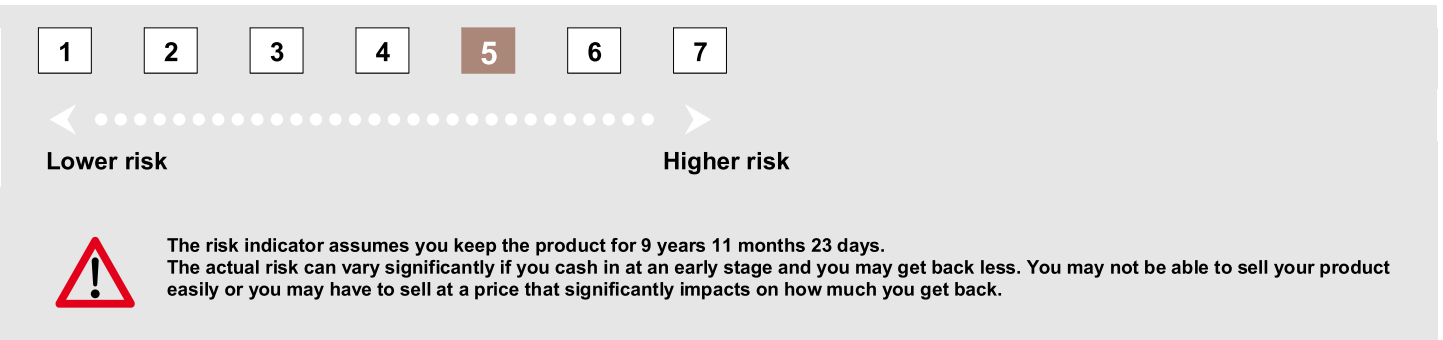 1 2 3 4 5 6 7
Lower risk Higher risk
The risk indicator assumes you keep the product for 9 years 11 months 23 days.
The actual risk can vary significantly if you cash in at an early stage and you may get back less. You may not be able to sell your product
easily or you may have to sell at a price that significantly impacts on how much you get back.